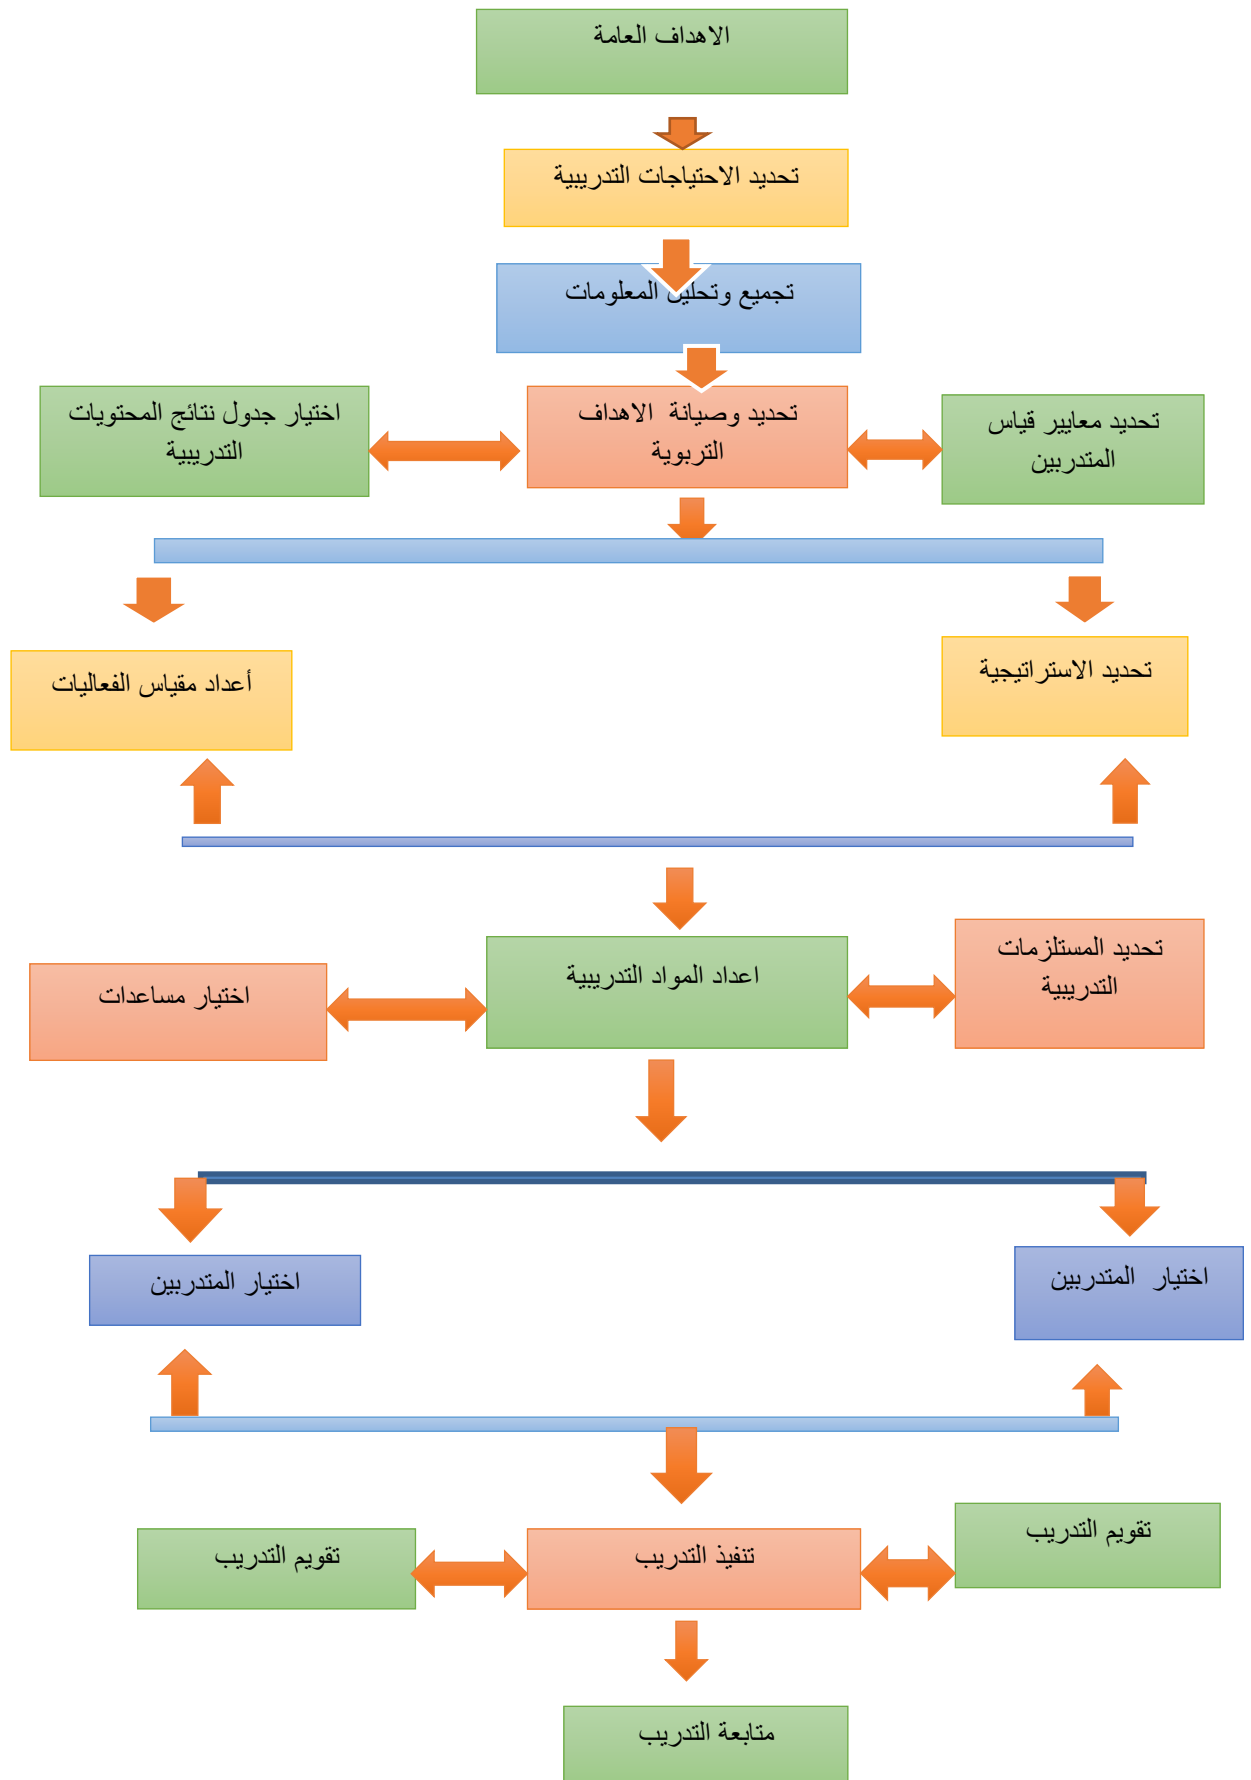 الاهداف العامة
تحديد الاحتياجات التدريبية
تجميع وتحليل المعلومات
تحديد معايير قياس
المتدربين
تحديد وصيانة الاهداف
التربوية
اختيار جدول نتائج المحتويات
التدريبية
تحديد الاستراتيجية
أعداد مقياس الفعاليات
تحديد المستلزمات
التدريبية
اعداد المواد التدريبية
اختيار مساعدات
اختيار المتدربين
اختيار المتدربين
تقويم التدريب
تنفيذ التدريب
تقويم التدريب
متابعة التدريب